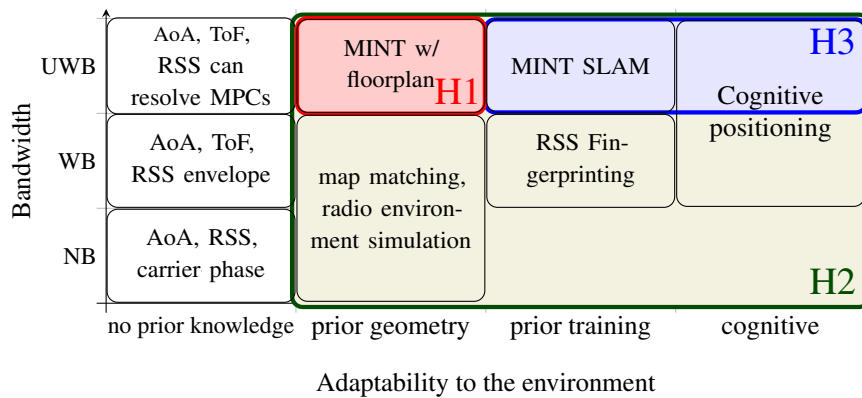 Bandwidth
UWB
WB
NB
AoA, ToF,
RSS can
resolve MPCs
MINT w/
floorplan
H1
MINT SLAM
H3
Cognitive
positioning
AoA, ToF,
RSS envelope
map matching,
radio environ-
ment simulation
RSS Fin-
gerprinting
AoA, RSS,
carrier phase
H2
no prior knowledge
prior geometry
prior training
cognitive
Adaptability to the environment